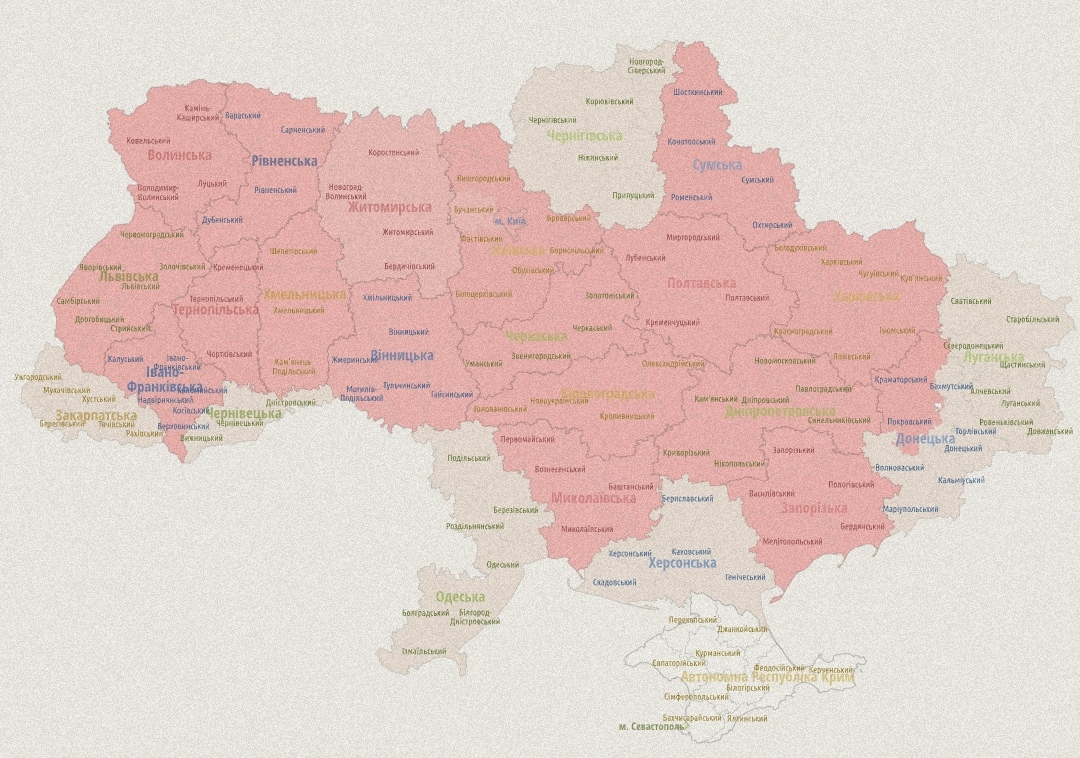 Новгород-
Сіверський
Шосткинський
Корюківський
Камінь-
Каширський
Вараський
Чернігівський
Сарненський
Чернігівська
Ковельський
Конотопський
Волинська
Коростенський
Ніжинський
Рівненська
Сумська
Вишгородський
Сумський
Володимир-
Волинський
Луцький
Рівненський
Новоград-
Волинський
Прилуцький
Роменський
Житомирська
Бучанський
Дубенський
м. Київ
Броварський
Охтирський
Червоноградський
Житомирський
Фастівський
Миргородський
Шепетівський
Київська
Бориспільський
Богодухівський
Яворівський
Золочівський
Кременецький
Бердичівський
Обухівський
Лубенський
Харківський
Львівська
Львівський
Чугуївський
Куп'янський
Полтавська
Самбірський
Тернопільський
Хмельницька
Хмільницький
Білоцерківський
Золотоніський
Полтавський
Харківська
Сватівський
Тернопільська
Хмельницький
Дрогобицький
Стрийський
Кременчуцький
Старобільський
Вінницький
Черкаська
Черкаський
Красноградський
Ізюмський
Сєвєродонецький
Калуський
Івано-
Франківський
Чортківський
Жмеринський
Вінницька
Звенигородський
Уманський
Олександрійський
Новомосковський
Лозівський
Луганська
Щастинський
Кам'янець-
Подільський
Івано-
Франківська
Ужгородський
Краматорський
Бахмутський
Мукачівський
Надвірнянський
Коломийський
Могилів-
Подільський
Тульчинський
Гайсинський
Кіровоградська
Новоукраїнський
Павлоградський
Алчевський
Хустський
Дністровський
Кам'янський
Дніпровський
Луганський
Закарпатська
Косівський
Чернівецька
Голованівський
Кропивницький
Дніпропетровська
Берегівський
Тячівський
Верховинський
Чернівецький
Синельниківський
Покровський
Ровеньківський
Рахівський
Вижницький
Горлівський
Довжанський
Первомайський
Донецька
Донецький
Криворізький
Запорізький
Подільський
Вознесенський
Нікопольський
Волноваський
Баштанський
Пологівський
Кальміуський
Миколаївська
Бериславський
Василівський
Березівський
Запорізька
Маріупольський
Роздільнянський
Миколаївський
Бердянський
Мелітопольський
Херсонський
Каховський
Одеський
Херсонська
Скадовський
Генічеський
Одеська
Болградський
Білгород-
Дністровський
Перекопський
Джанкойський
Ізмаїльський
Курманський
Євпаторійський
Феодосійський
Керченський
Автономна Республіка Крим
Білогірський
Сімферопольський
Бахчисарайський
Ялтинський
м. Севастополь